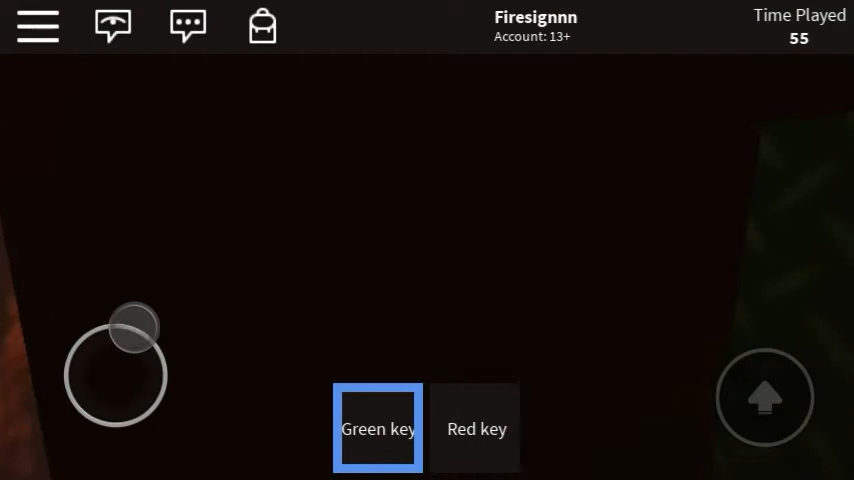 Firesignnn
Account: 13+
Time Played
55
Green key
Red key